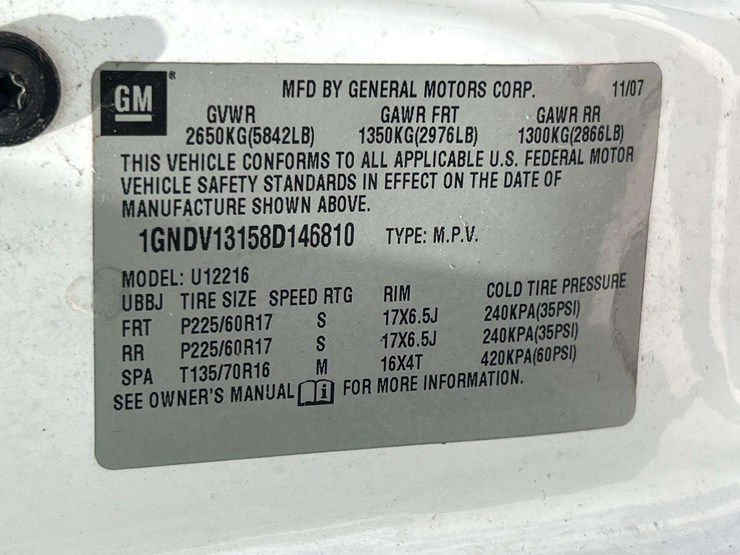 GM ® MFD BY GENERAL MOTORS CORP. 11/07
GVWR GAWR FRT GAWR RR
2650KG(5842LB) 1350KG(2976LB) 1300KG(2866LB)
THIS VEHICLE CONFORMS TO ALL APPLICABLE U.S. FEDERAL MOTOR
VEHICLE SAFETY STANDARDS IN EFFECT ON THE DATE OF
MANUFACTURE SHOWN ABOVE.
1GNDV13158D146810 TYPE: M.P.V.
MODEL: U12216
UBBJ TIRE SIZE SPEED RTG RIM COLD TIRE PRESSURE
FRT P225/60R17 S 17X6.5J 240KPA(35PSI)
RR P225/60R17 S 17X6.5J 240KPA(35PSI)
SPA T135/70R16 M 16X4T 420KPA(60PSI)
SEE OWNER'S MANUAL i FOR MORE INFORMATION.